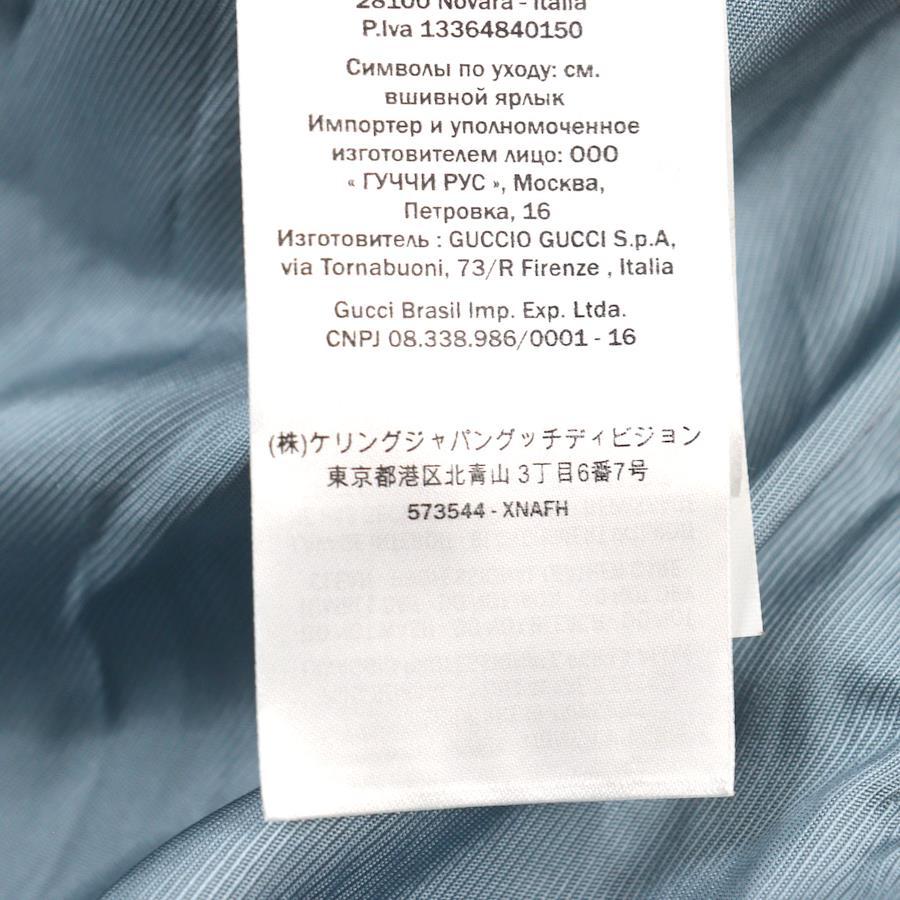 28100 Novara - Italia
P.Iva 13364840150
Символы по уходу: см.
вшивной ярлык
Импортер и уполномоченное
изготовителем лицо: ООО
« ГУЧЧИ РУС », Москва,
Петровка, 16
Изготовитель : GUCCIO GUCCI S.p.A,
via Tornabuoni, 73/R Firenze , Italia
Gucci Brasil Imp. Exp. Ltda.
CNPJ 08.338.986/0001 - 16
(株)ケリングジャパングッチディビジョン
東京都港区北青山 3丁目6番7号
573544 - XNAFH